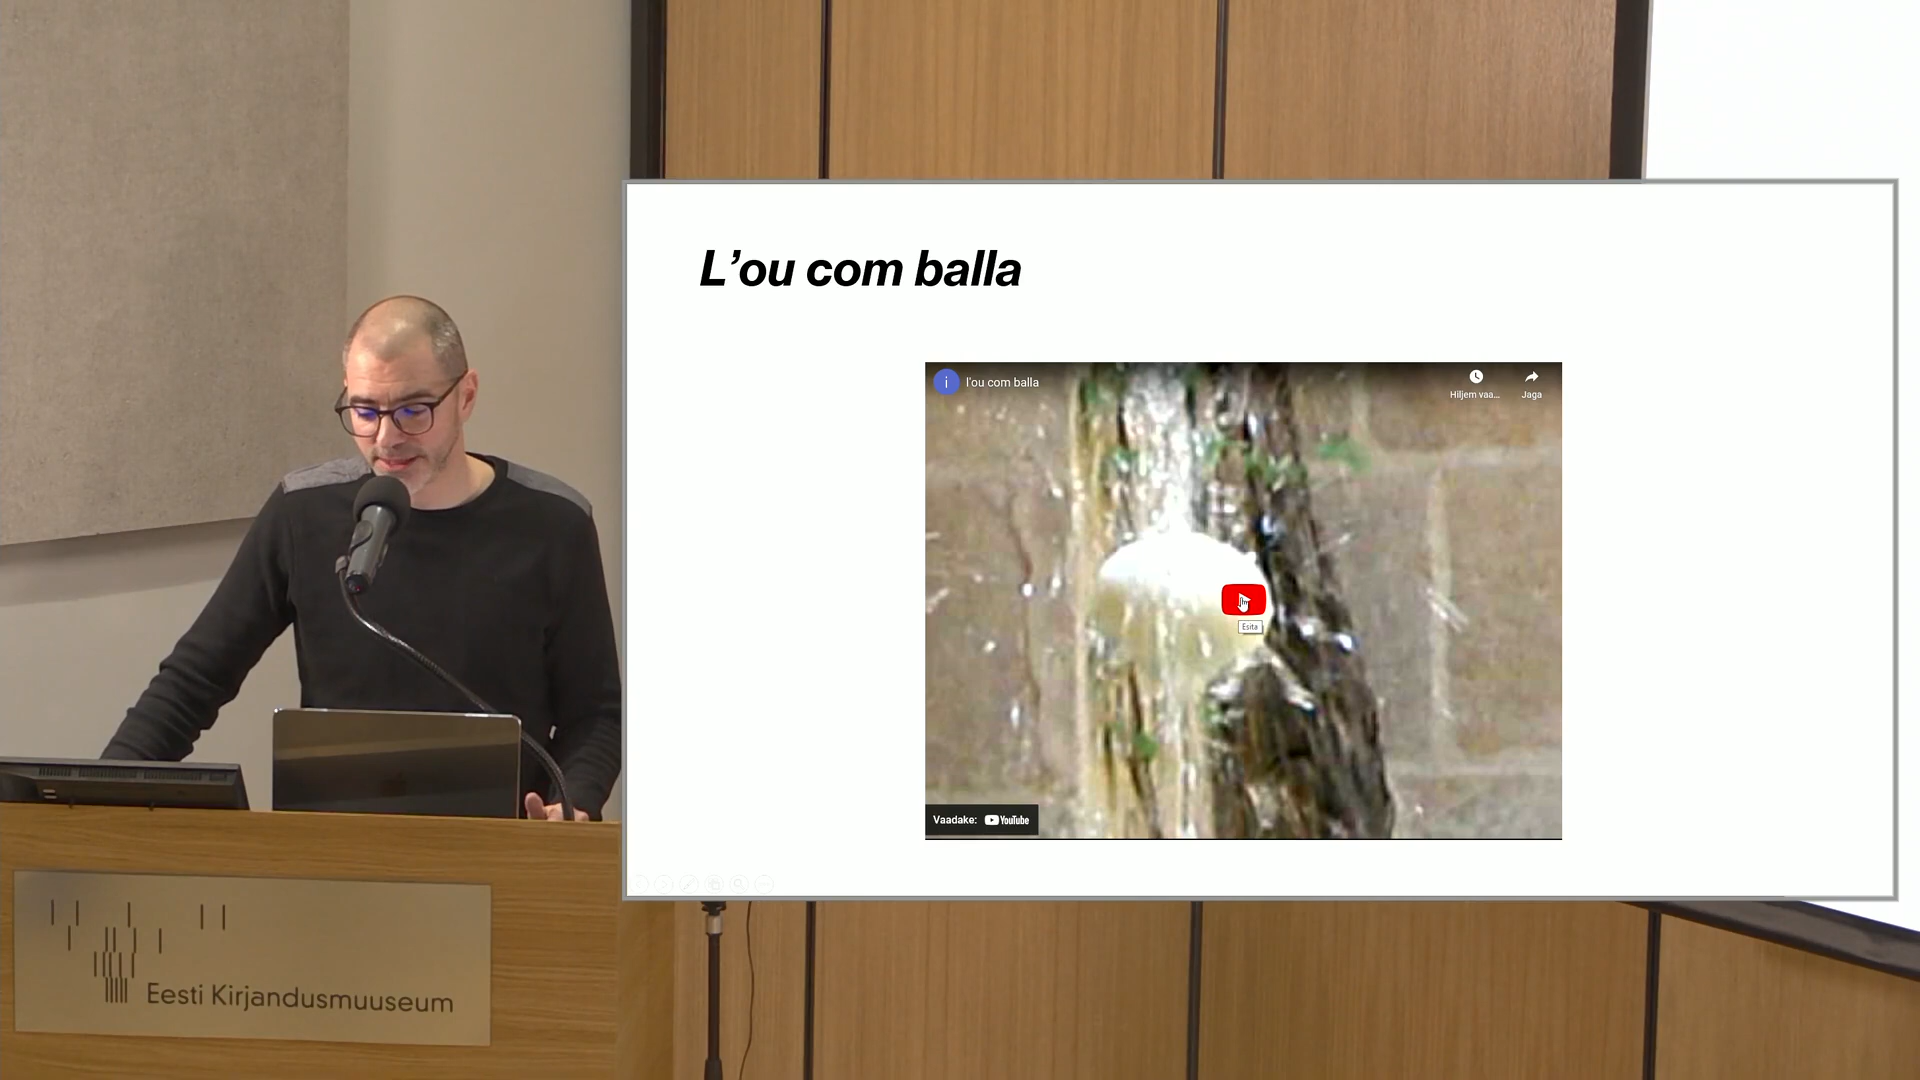 L’ou com balla
i l'ou com balla
Hiljem vaa...
Jaga
Esita
Vaadake: YouTube
Eesti Kirjandusmuuseum